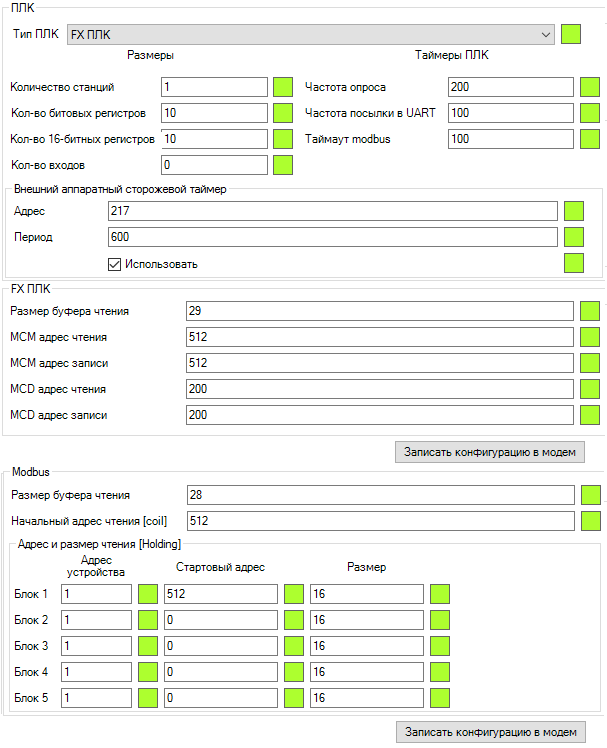 ПЛК
Тип ПЛК FX ПЛК
Размеры Таймеры ПЛК
Количество станций 1 Частота опроса 200
Кол-во битовых регистров 10 Частота посылки в UART 100
Кол-во 16-битных регистров 10 Таймаут modbus 100
Кол-во входов 0
Внешний аппаратный сторожевой таймер
Адрес 217
Период 600
Использовать
FX ПЛК
Размер буфера чтения 29
MCM адрес чтения 512
MCM адрес записи 512
MCD адрес чтения 200
MCD адрес записи 200
Записать конфигурацию в модем
Modbus
Размер буфера чтения 28
Начальный адрес чтения [coil] 512
Адрес и размер чтения [Holding]
Адрес устройства Стартовый адрес Размер
Блок 1 1 512 16
Блок 2 1 0 16
Блок 3 1 0 16
Блок 4 1 0 16
Блок 5 1 0 16
Записать конфигурацию в модем